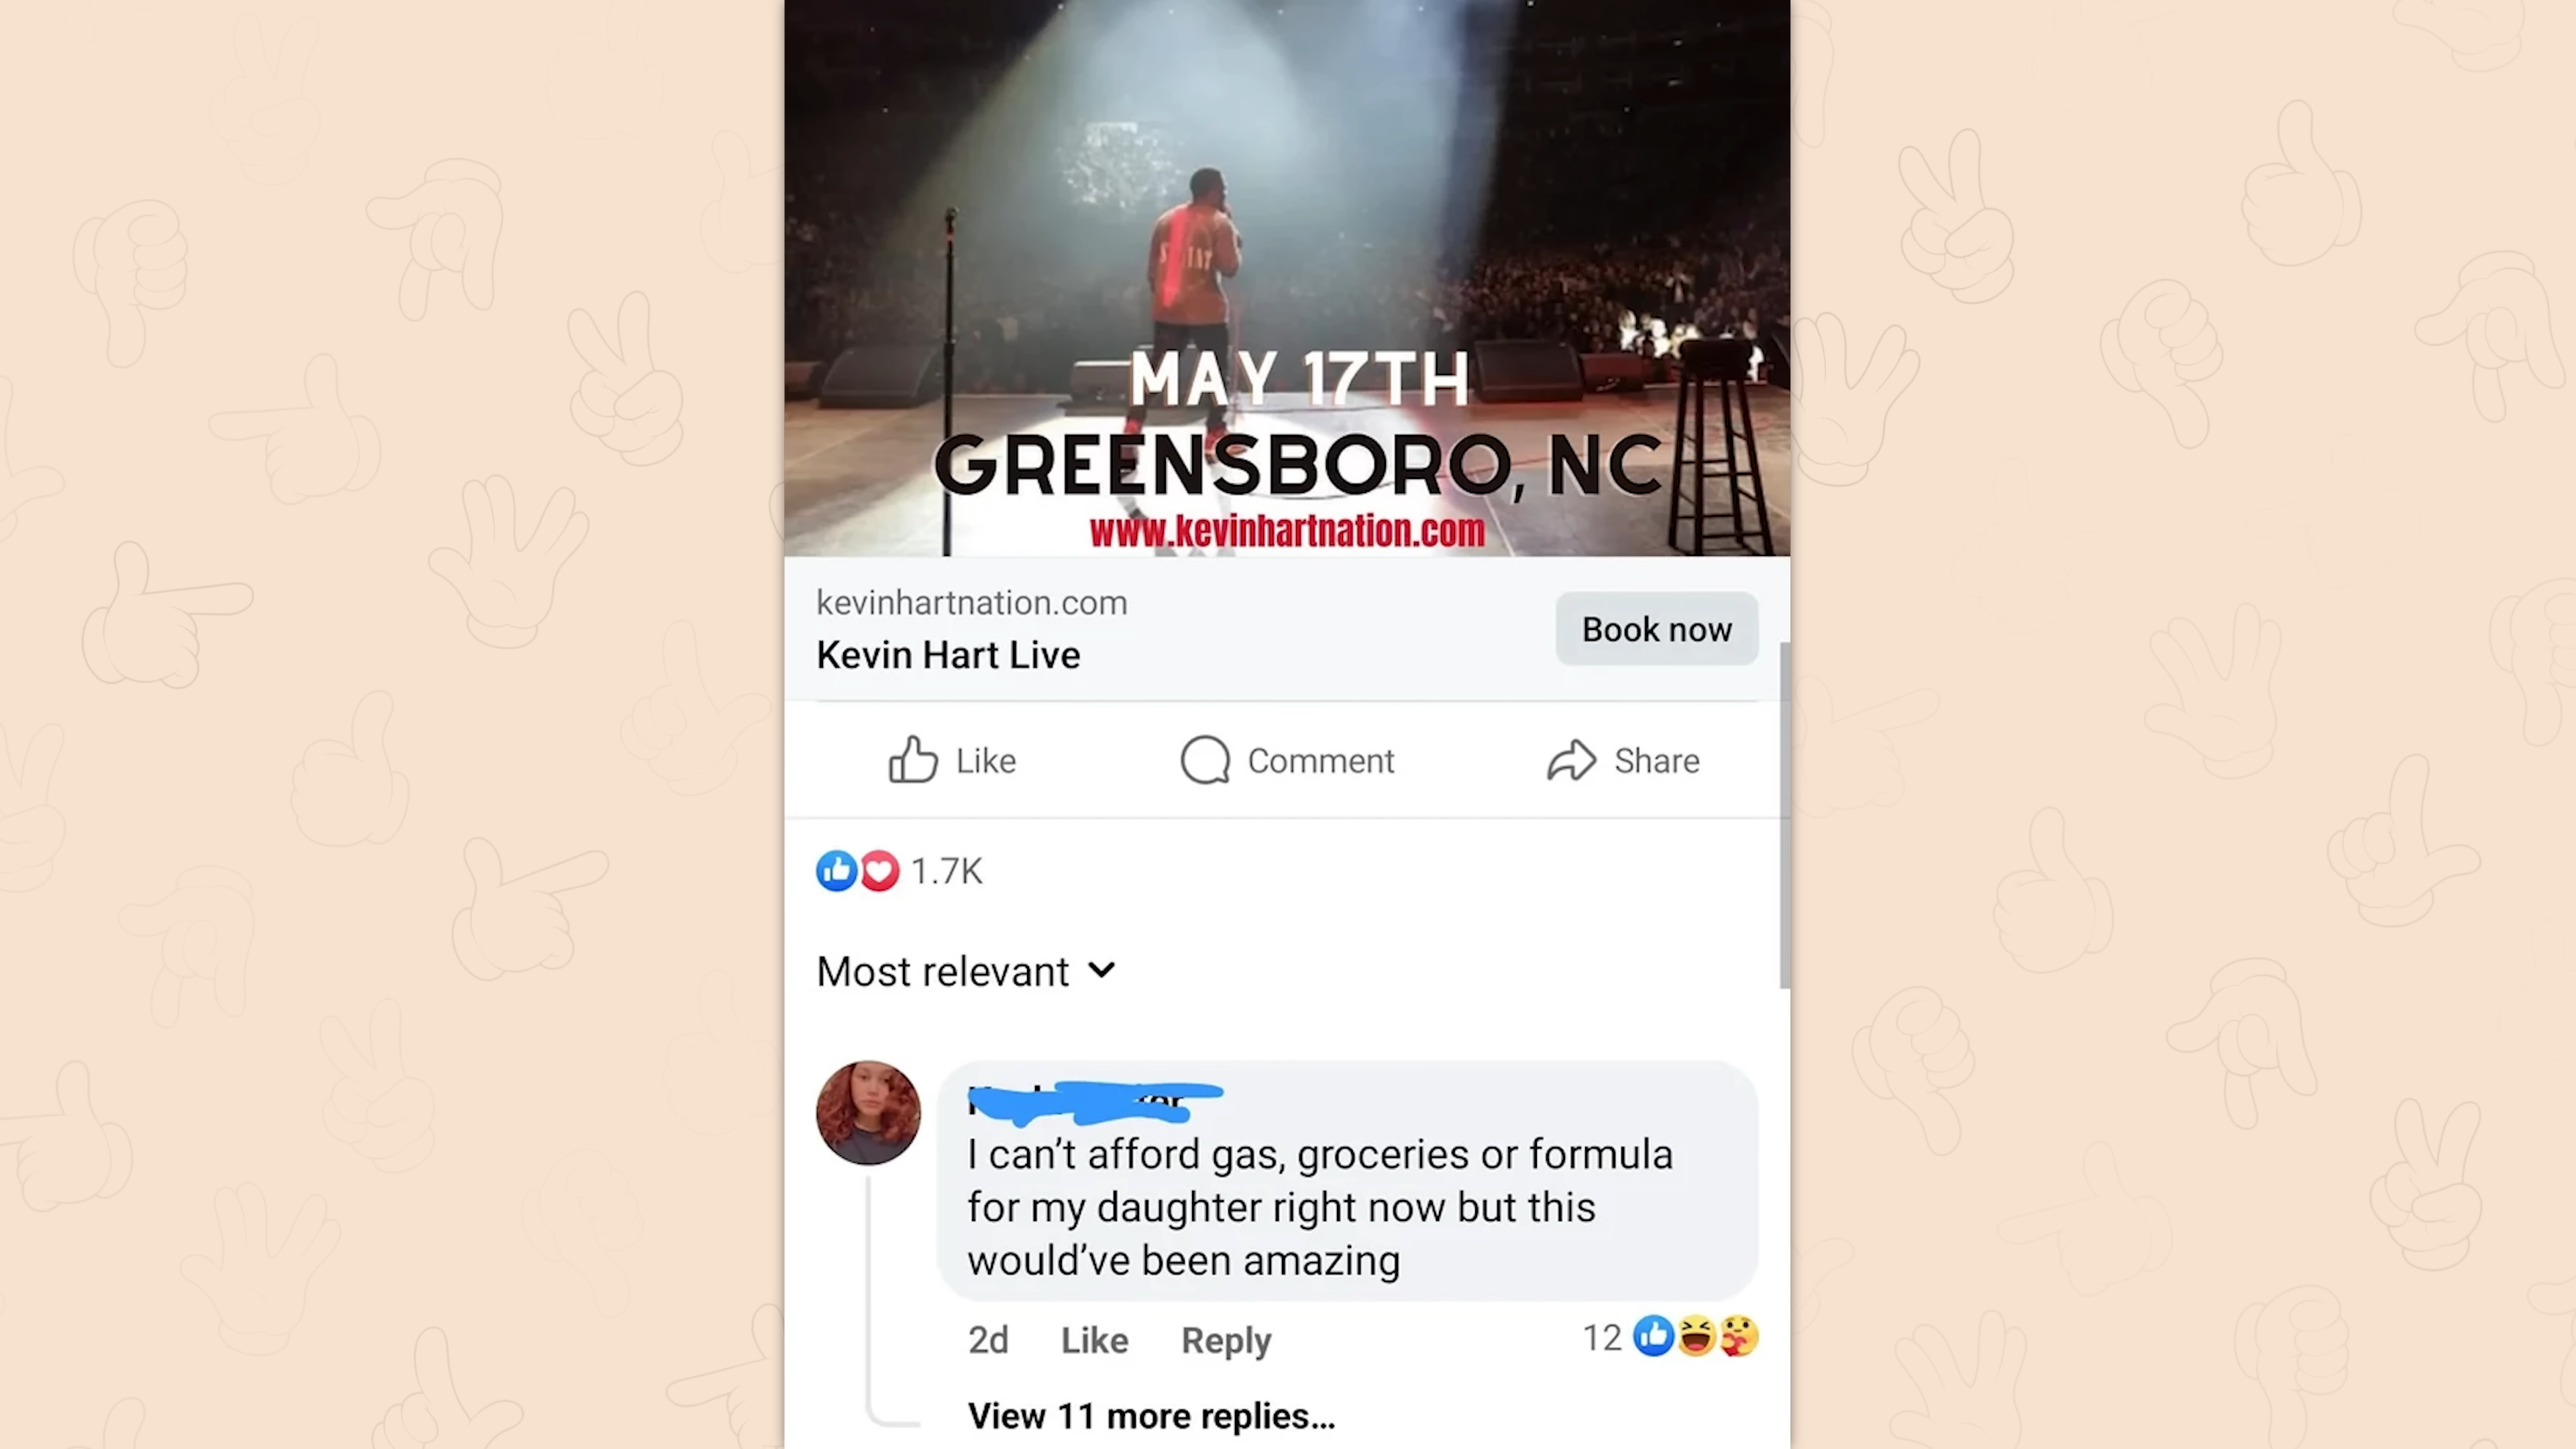 MAY 17TH
GREENSBORO, NC
www.kevinhartnation.com
kevinhartnation.com
Kevin Hart Live
Book now
Like
Comment
Share
1.7K
Most relevant
I can't afford gas, groceries or formula
for my daughter right now but this
would've been amazing
2d
Like
Reply
12
View 11 more replies...